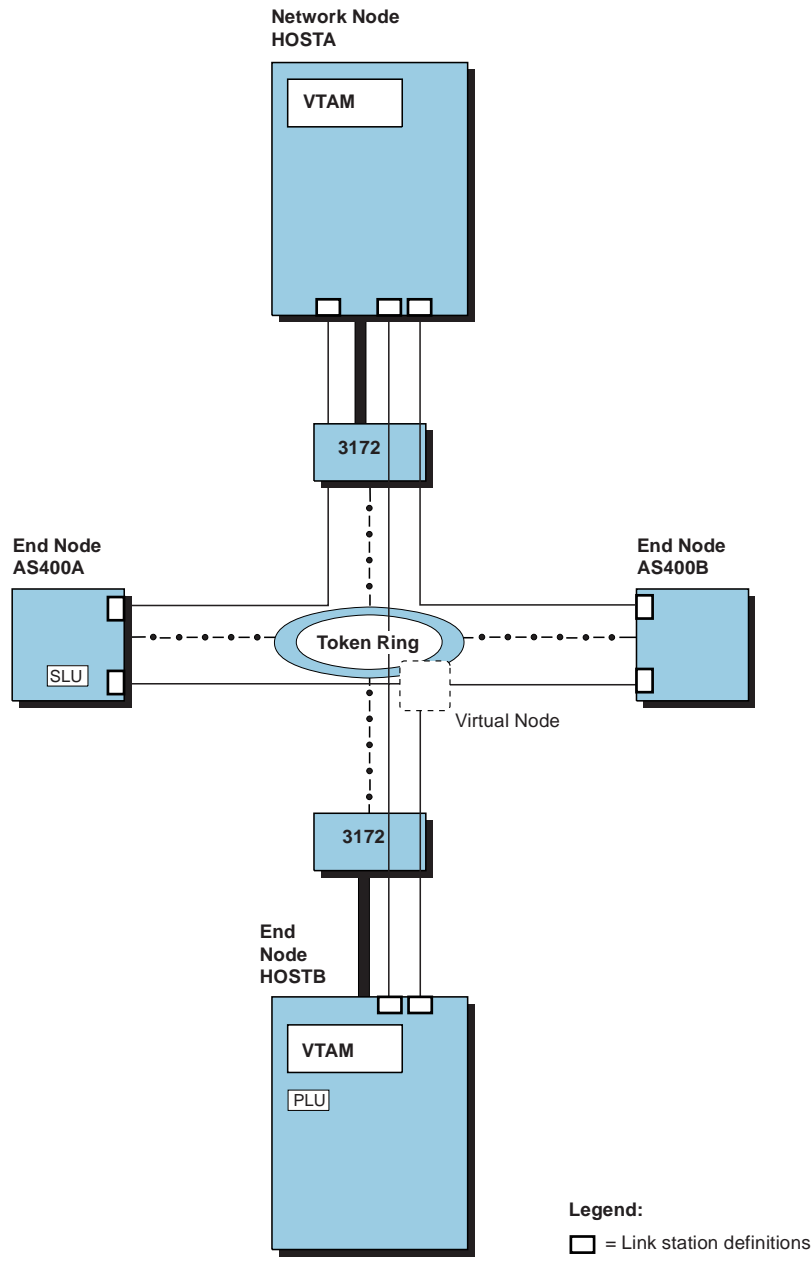 Network Node
HOSTA
VTAM
3172
End Node
AS400A
End Node
AS400B
Token Ring
SLU
Virtual Node
3172
End
Node
HOSTB
VTAM
PLU
Legend:
= Link station definitions